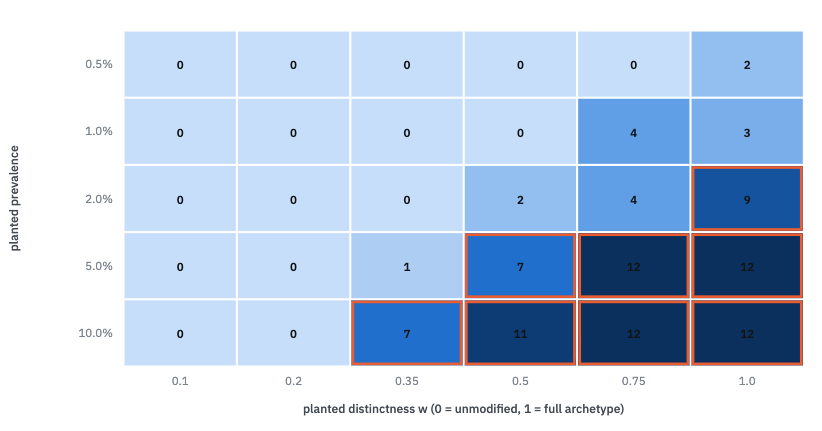 planted prevalence
0.5% 0 0 0 0 0 2
1.0% 0 0 0 0 4 3
2.0% 0 0 0 2 4 9
5.0% 0 0 1 7 12 12
10.0% 0 0 7 11 12 12
0.1 0.2 0.35 0.5 0.75 1.0
planted distinctness w (0 = unmodified, 1 = full archetype)